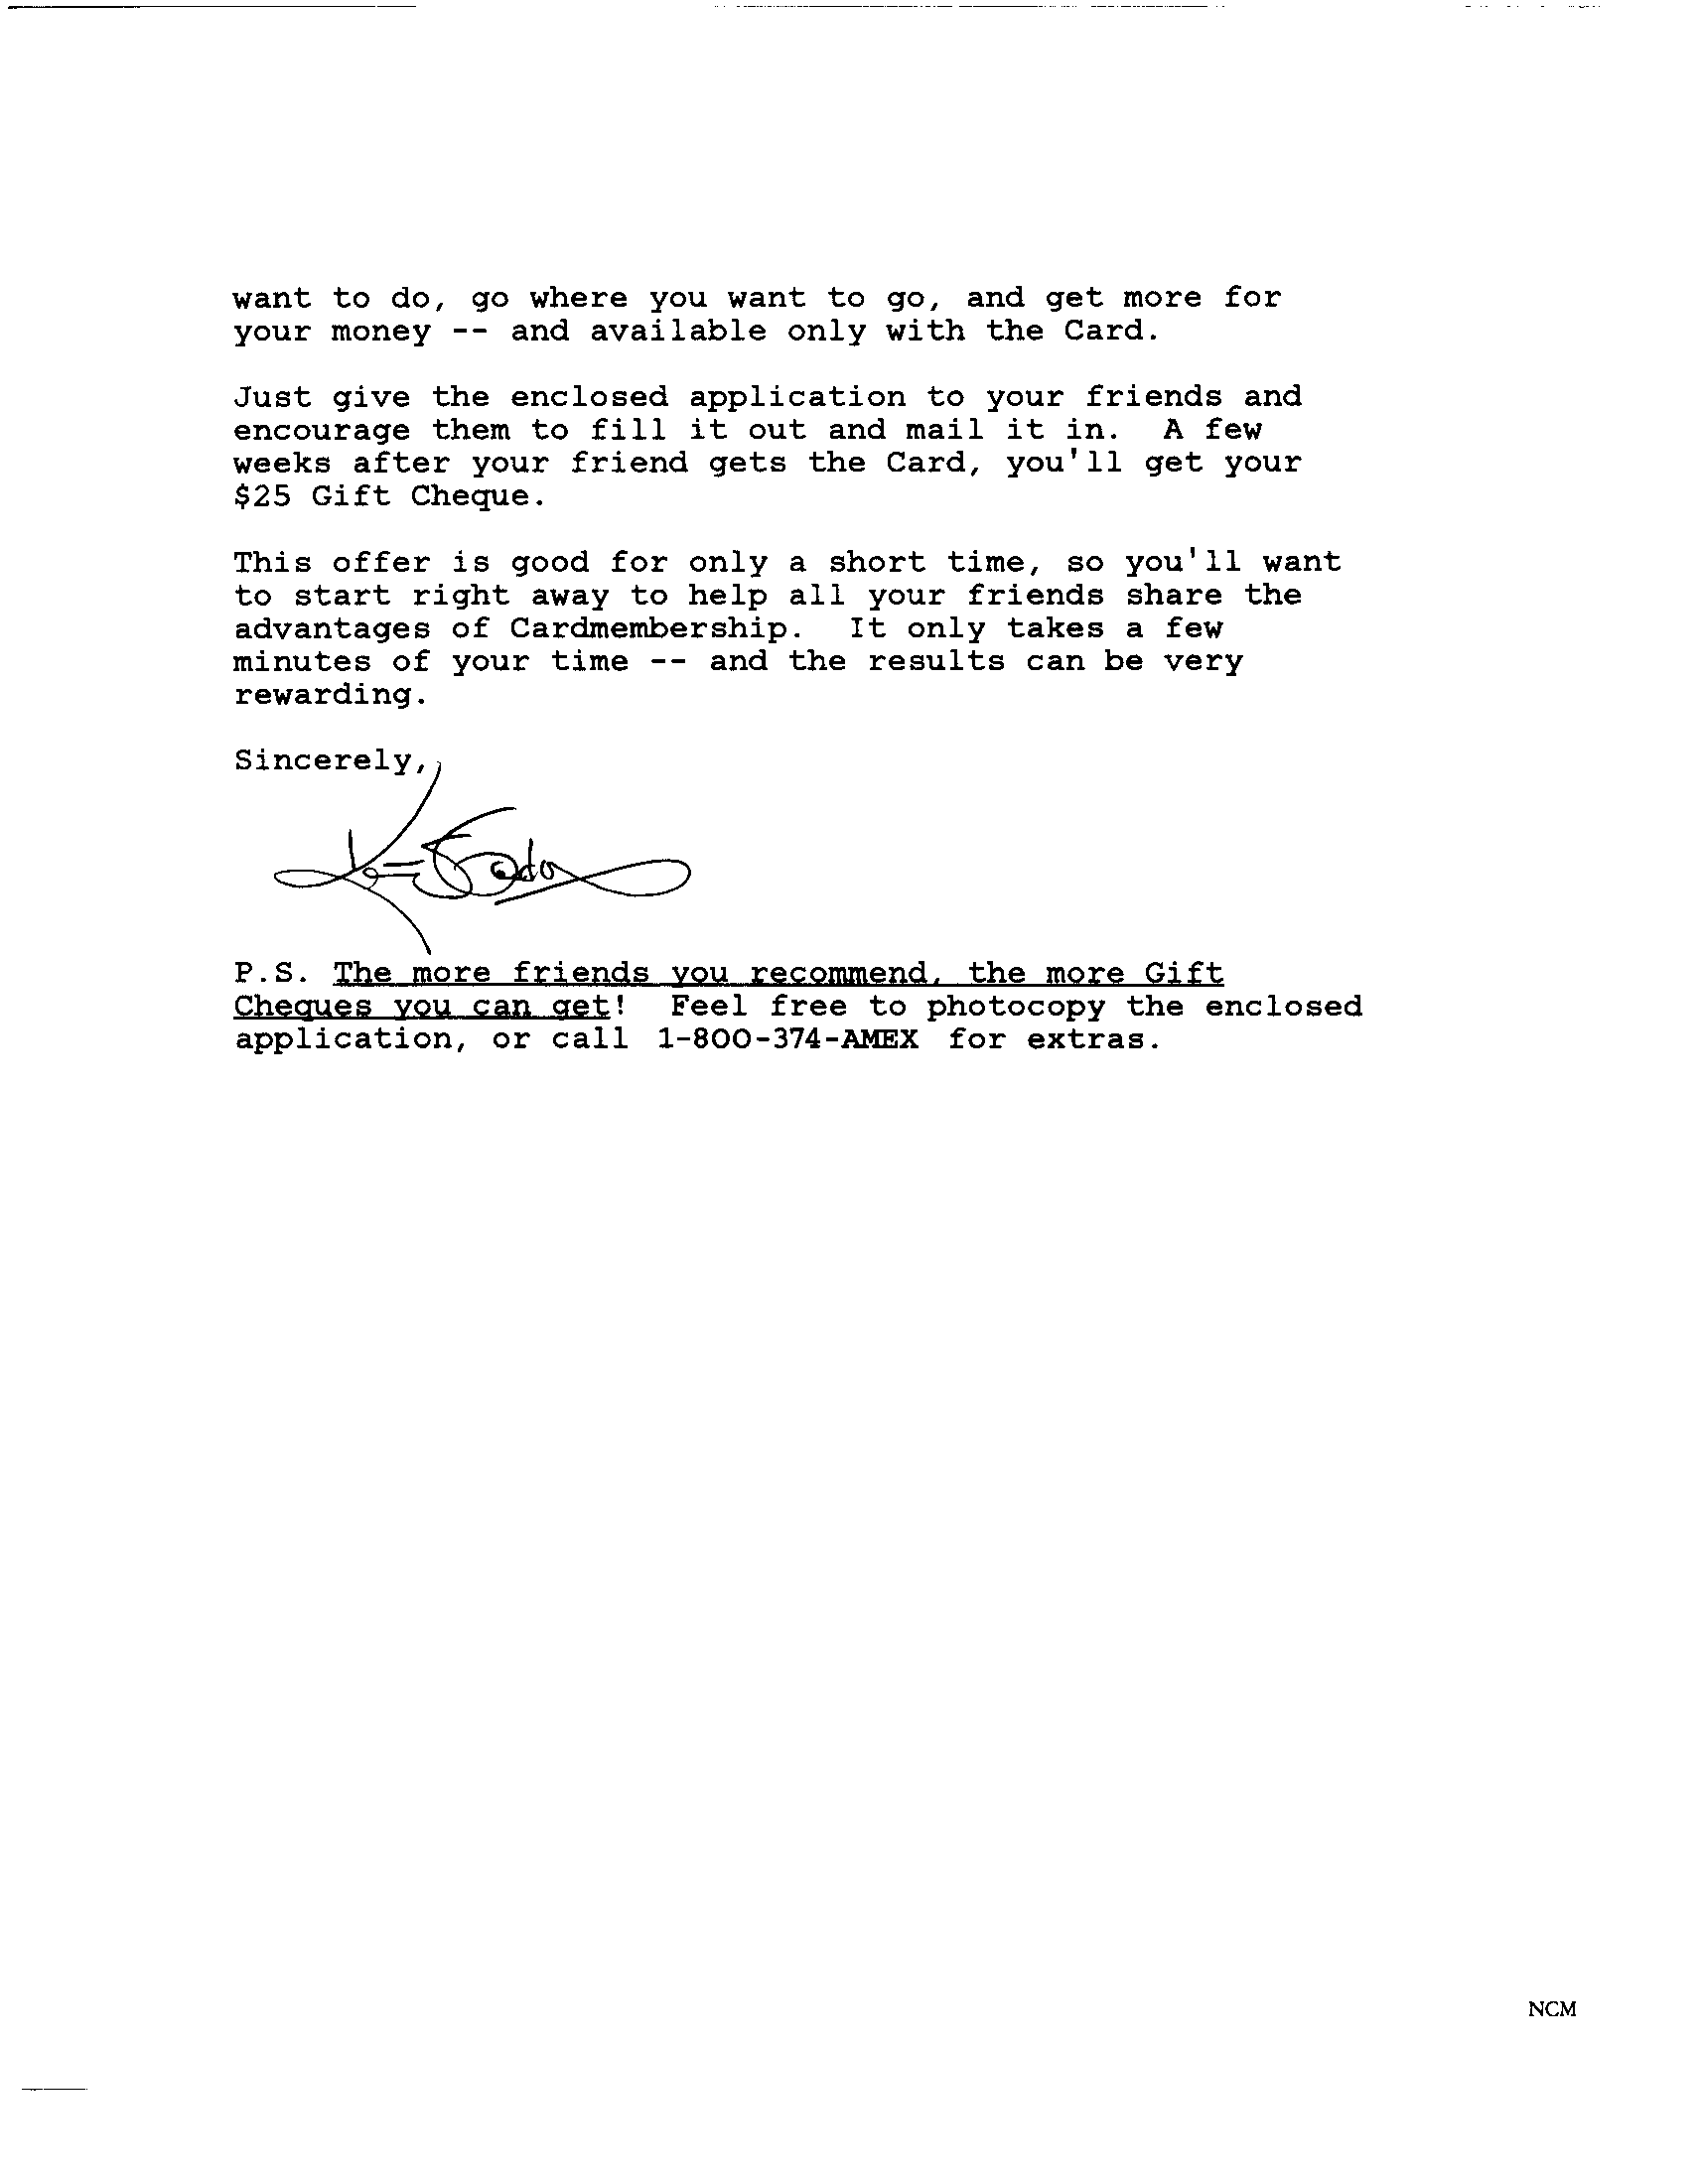 want to do, go where you want to go, and get more for
your money -- and available only with the Card.
Just give the enclosed application to your friends and
encourage them to fill it out and mail it in.  A few
weeks after your friend gets the Card, you'll get your
$25 Gift Cheque.
This offer is good for only a short time, so you'll want
to start right away to help all your friends share the
advantages of Cardmembership.  It only takes a few
minutes of your time -- and the results can be very
rewarding.
Sincerely,
P.S. The more friends you recommend, the more Gift
Cheques you can get!  Feel free to photocopy the enclosed
application, or call 1-800-374-AMEX for extras.
NCM